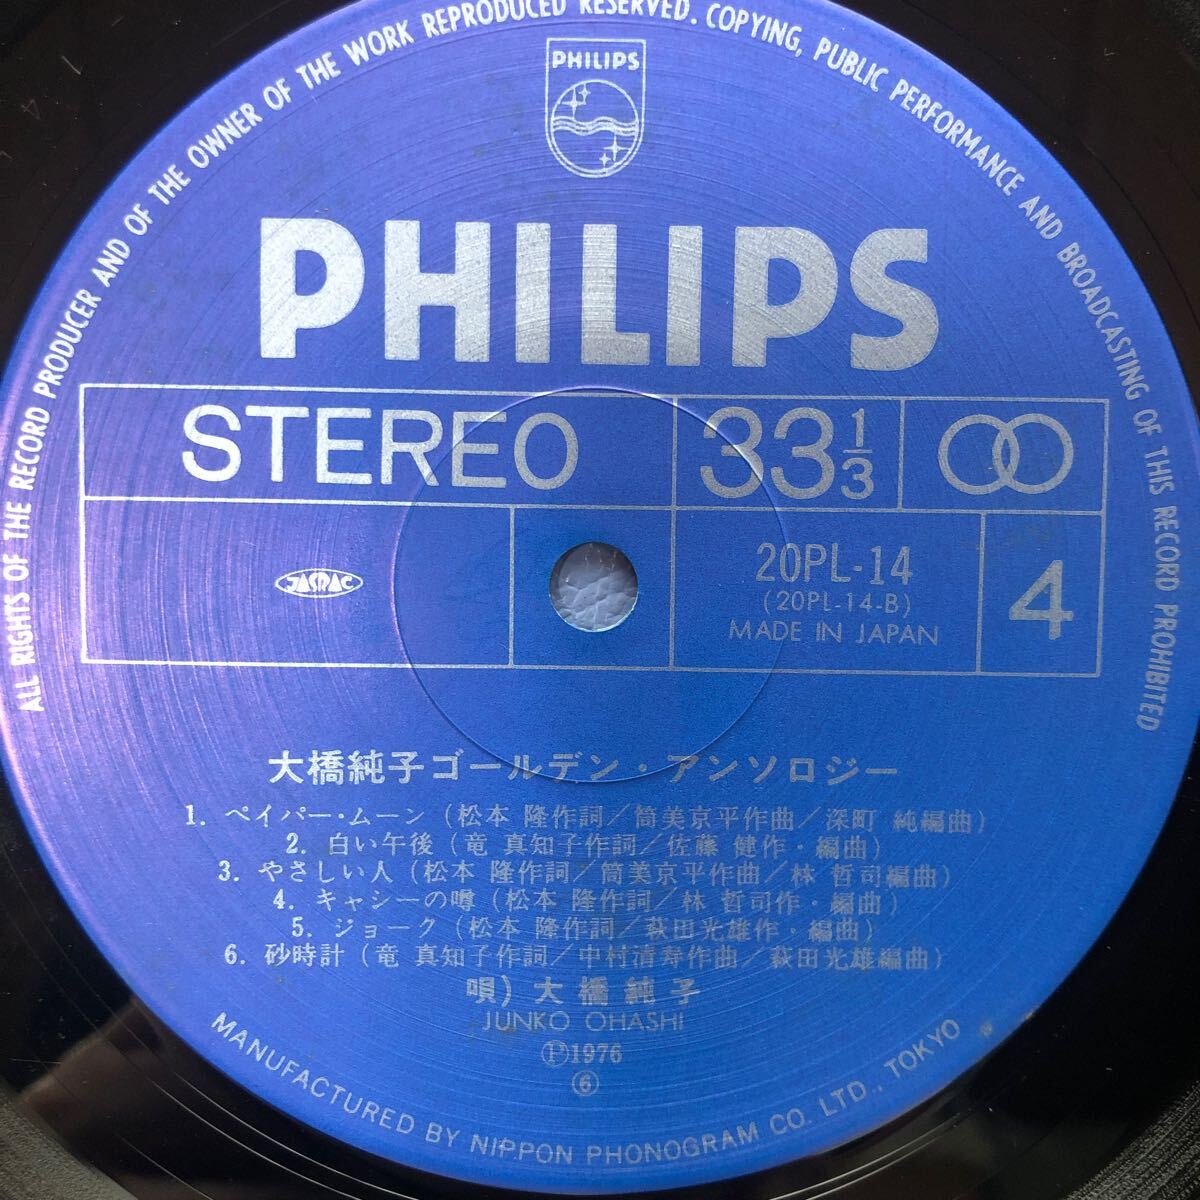 ALL RIGHTS OF THE RECORD PRODUCER AND OF THE OWNER OF THE WORK REPRODUCED RESERVED. COPYING, PUBLIC PERFORMANCE AND BROADCASTING OF THIS RECORD PROHIBITED
PHILIPS
PHILIPS
STEREO 33 1/3
JASRAC
20PL-14
(20PL-14-B)
MADE IN JAPAN
4
大橋純子ゴールデン・アンソロジー
1. ペイパー・ムーン (松本 隆作詞／筒美京平作曲／深町 純編曲)
2. 白い午後 (竜 真知子作詞／佐藤 健作・編曲)
3. やさしい人 (松本 隆作詞／筒美京平作曲／林 哲司編曲)
4. キャシーの噂 (松本 隆作詞／林 哲司作・編曲)
5. ジョーク (松本 隆作詞／萩田光雄作・編曲)
6. 砂時計 (竜 真知子作詞／中村清寿作曲／萩田光雄編曲)
唄) 大橋純子
JUNKO OHASHI
Ⓟ1976
⑥
MANUFACTURED BY NIPPON PHONOGRAM CO. LTD., TOKYO